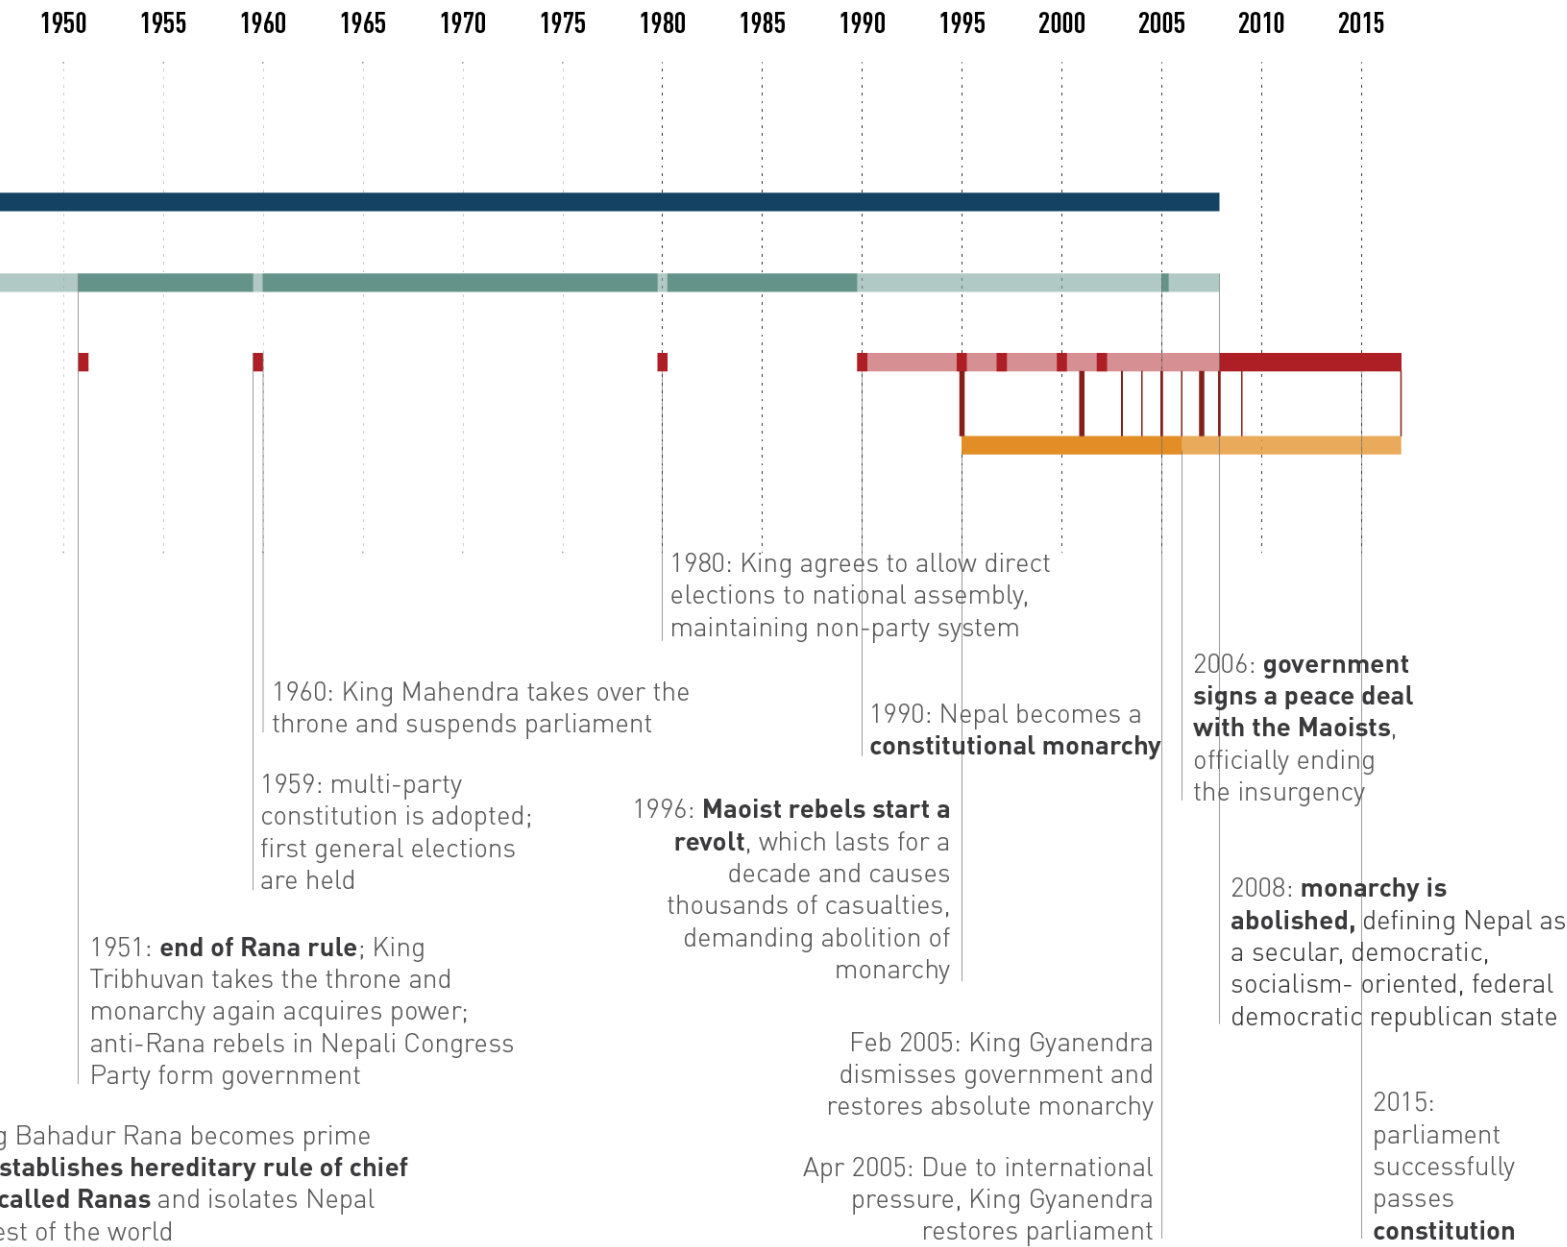 1950 1955 1960 1965 1970 1975 1980 1985 1990 1995 2000 2005 2010 2015
1980: King agrees to allow direct
elections to national assembly,
maintaining non-party system
1960: King Mahendra takes over the
throne and suspends parliament
1990: Nepal becomes a
constitutional monarchy
2006: government
signs a peace deal
with the Maoists,
officially ending
the insurgency
1959: multi-party
constitution is adopted;
first general elections
are held
1996: Maoist rebels start a
revolt, which lasts for a
decade and causes
thousands of casualties,
demanding abolition of
monarchy
2008: monarchy is
abolished, defining Nepal as
a secular, democratic,
socialism- oriented, federal
democratic republican state
1951: end of Rana rule; King
Tribhuvan takes the throne and
monarchy again acquires power;
anti-Rana rebels in Nepali Congress
Party form government
Feb 2005: King Gyanendra
dismisses government and
restores absolute monarchy
Apr 2005: Due to international
pressure, King Gyanendra
restores parliament
2015:
parliament
successfully
passes
constitution
g Bahadur Rana becomes prime
stablishes hereditary rule of chief
called Ranas and isolates Nepal
est of the world